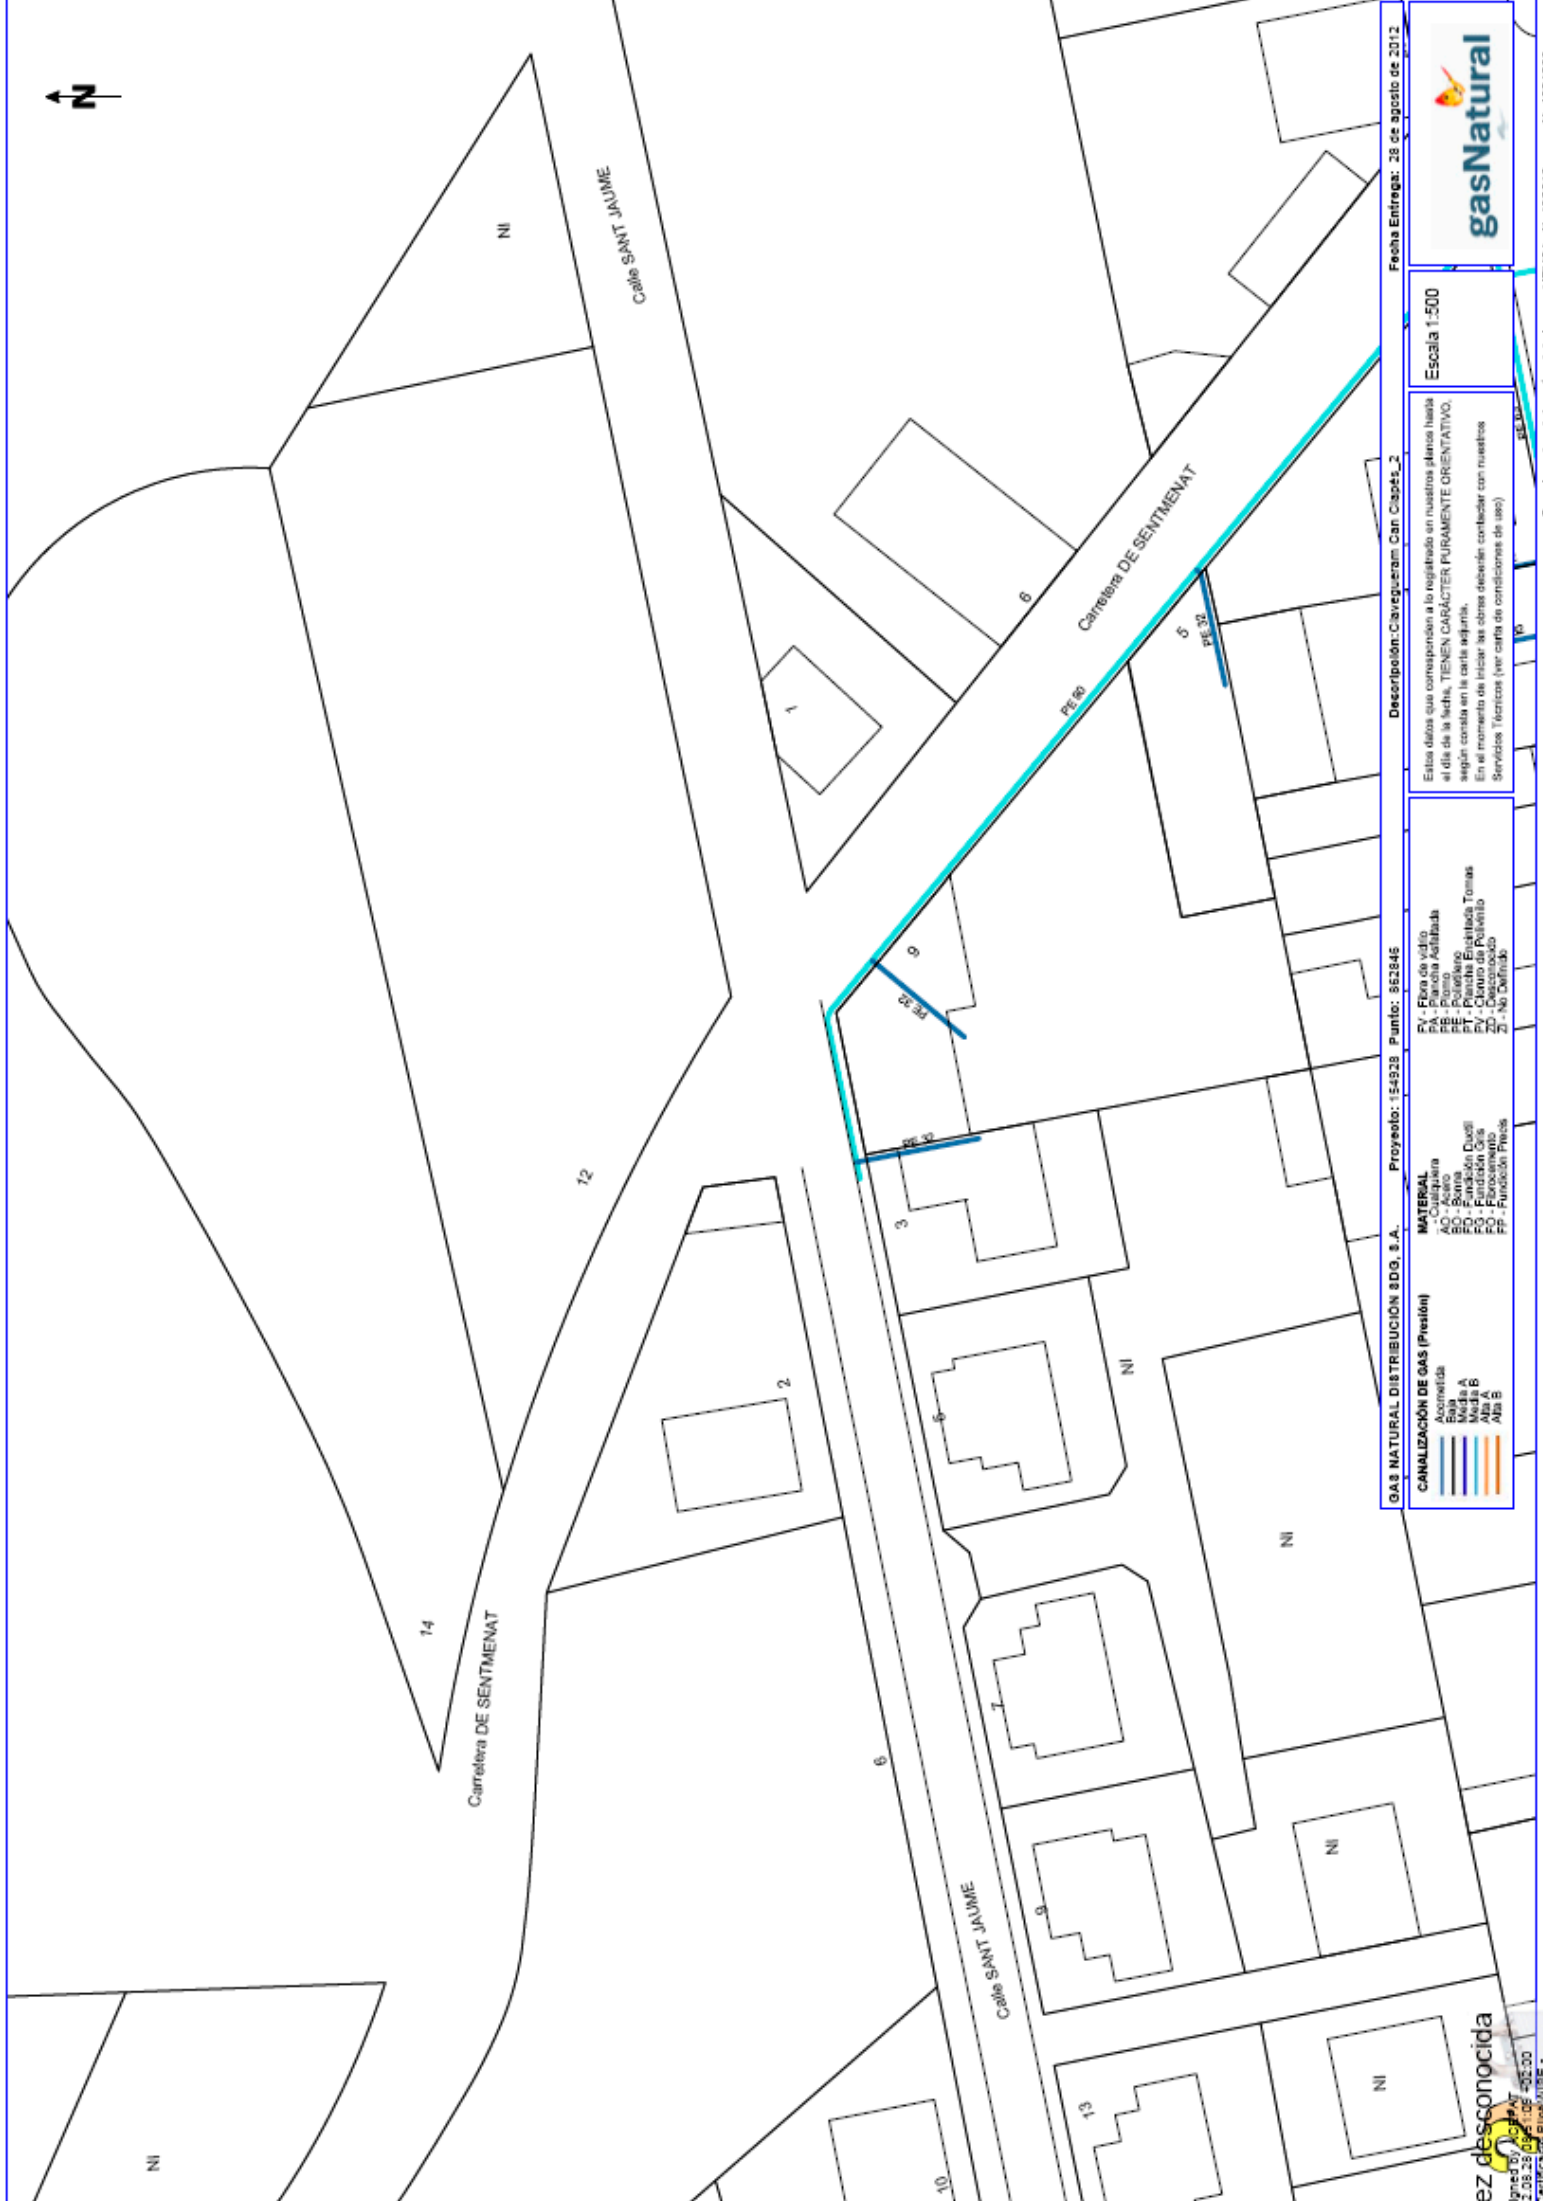 N
NI
Calle SANT JAUME
1
6
Carretera DE SENTMENAT
PE 90
5
PE 32
9
PE 32
12
3
2
5
NI
14
Carretera DE SENTMENAT
NI
7
6
9
NI
Calle SANT JAUME
NI
13
NI
10
GAS NATURAL DISTRIBUCIÓN SDG, S.A. Proyecto: 154928 Punto: 862846 Descripción:Clavegueram Can Clapés_2 Fecha Entrega: 28 de agosto de 2012
CANALIZACIÓN DE GAS (Presión)
Acometida
Baja
Media A
Media B
Alta A
Alta B
MATERIAL
- Cualquiera
AO - Acero
BO - Bonna
FD - Fundición Ductil
FG - Fundición Gris
FO - Fibrocemento
FP - Fundición Precis
FV - Fibra de vidrio
PA - Plancha Asfaltada
PB - Plomo
PE - Polietileno
PT - Plancha Encintada Tomas
PV - Cloruro de Polivinilo
ZD - Desconocido
ZI - No Definido
Estos datos que corresponden a lo registrado en nuestros planos hasta
el día de la fecha, TIENEN CARÁCTER PURAMENTE ORIENTATIVO,
según consta en la carta adjunta.
En el momento de iniciar las obras deberán contactar con nuestros
Servicios Técnicos (ver carta de condiciones de uso)
Escala 1:500
gasNatural
ez desconocida